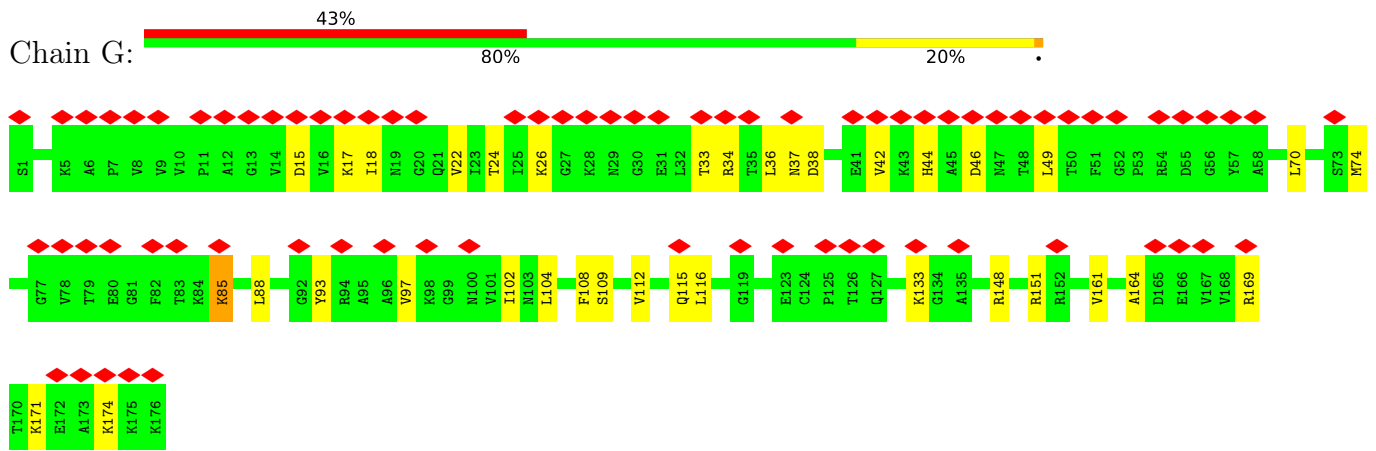 43%
Chain G:
80% 20% •
S1 K5 A6 P7 V8 V9 V10 P11 A12 G13 V14 D15 V16 K17 I18 N19 G20 Q21 V22 I23 T24 I25 K26 G27 K28 N29 G30 E31 L32 T33 R34 T35 L36 N37 D38 E41 V42 K43 H44 A45 D46 N47 T48 L49 T50 F51 G52 P53 R54 D55 G56 Y57 A58 L70 S73 M74
G77 V78 T79 E80 G81 F82 T83 K84 K85 L88 G92 Y93 R94 A95 A96 V97 K98 G99 N100 V101 I102 N103 L104 F108 S109 V112 Q115 L116 G119 E123 C124 P125 T126 Q127 K133 G134 A135 R148 R151 R152 V161 A164 D165 E166 V167 V168 R169
T170 K171 E172 A173 K174 K175 K176